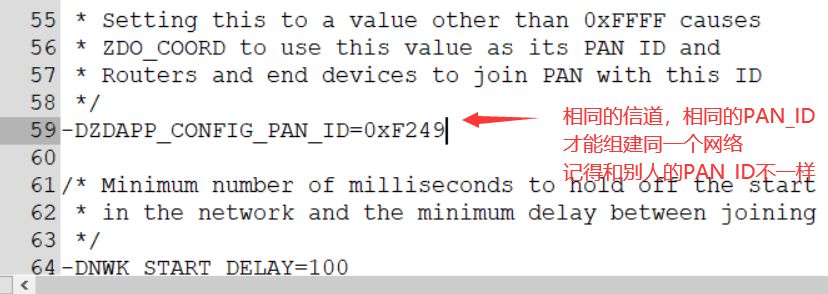 55 * Setting this to a value other than 0xFFFF causes
56 * ZDO_COORD to use this value as its PAN ID and
57 * Routers and end devices to join PAN with this ID
58 */
59 -DZDAPP_CONFIG_PAN_ID=0xF249
相同的信道，相同的PAN_ID
才能组建同一个网络
记得和别人的PAN_ID不一样
60
61 /* Minimum number of milliseconds to hold off the start
62 * in the network and the minimum delay between joining
63 */
64 -DNWK_START_DELAY=100